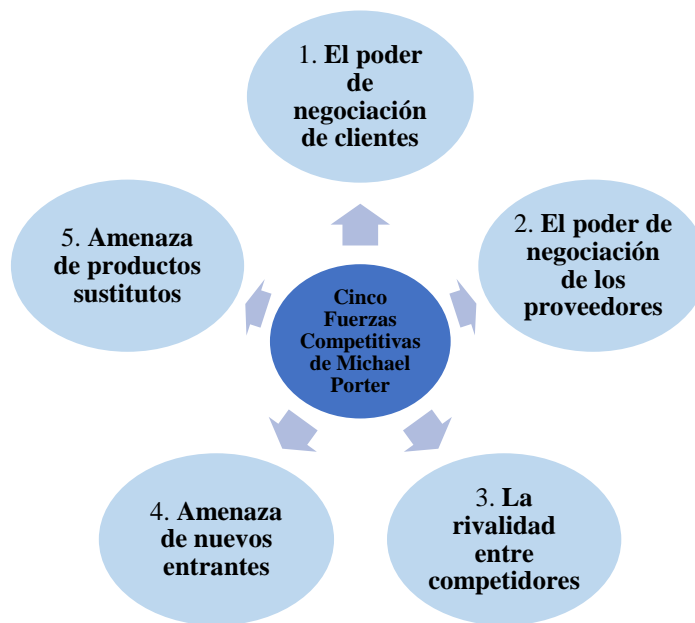 1. El poder
de
negociación
de clientes
2. El poder de
negociación
de los
proveedores
3. La
rivalidad
entre
competidores
4. Amenaza
de nuevos
entrantes
5. Amenaza
de productos
sustitutos
Cinco
Fuerzas
Competitivas
de Michael
Porter